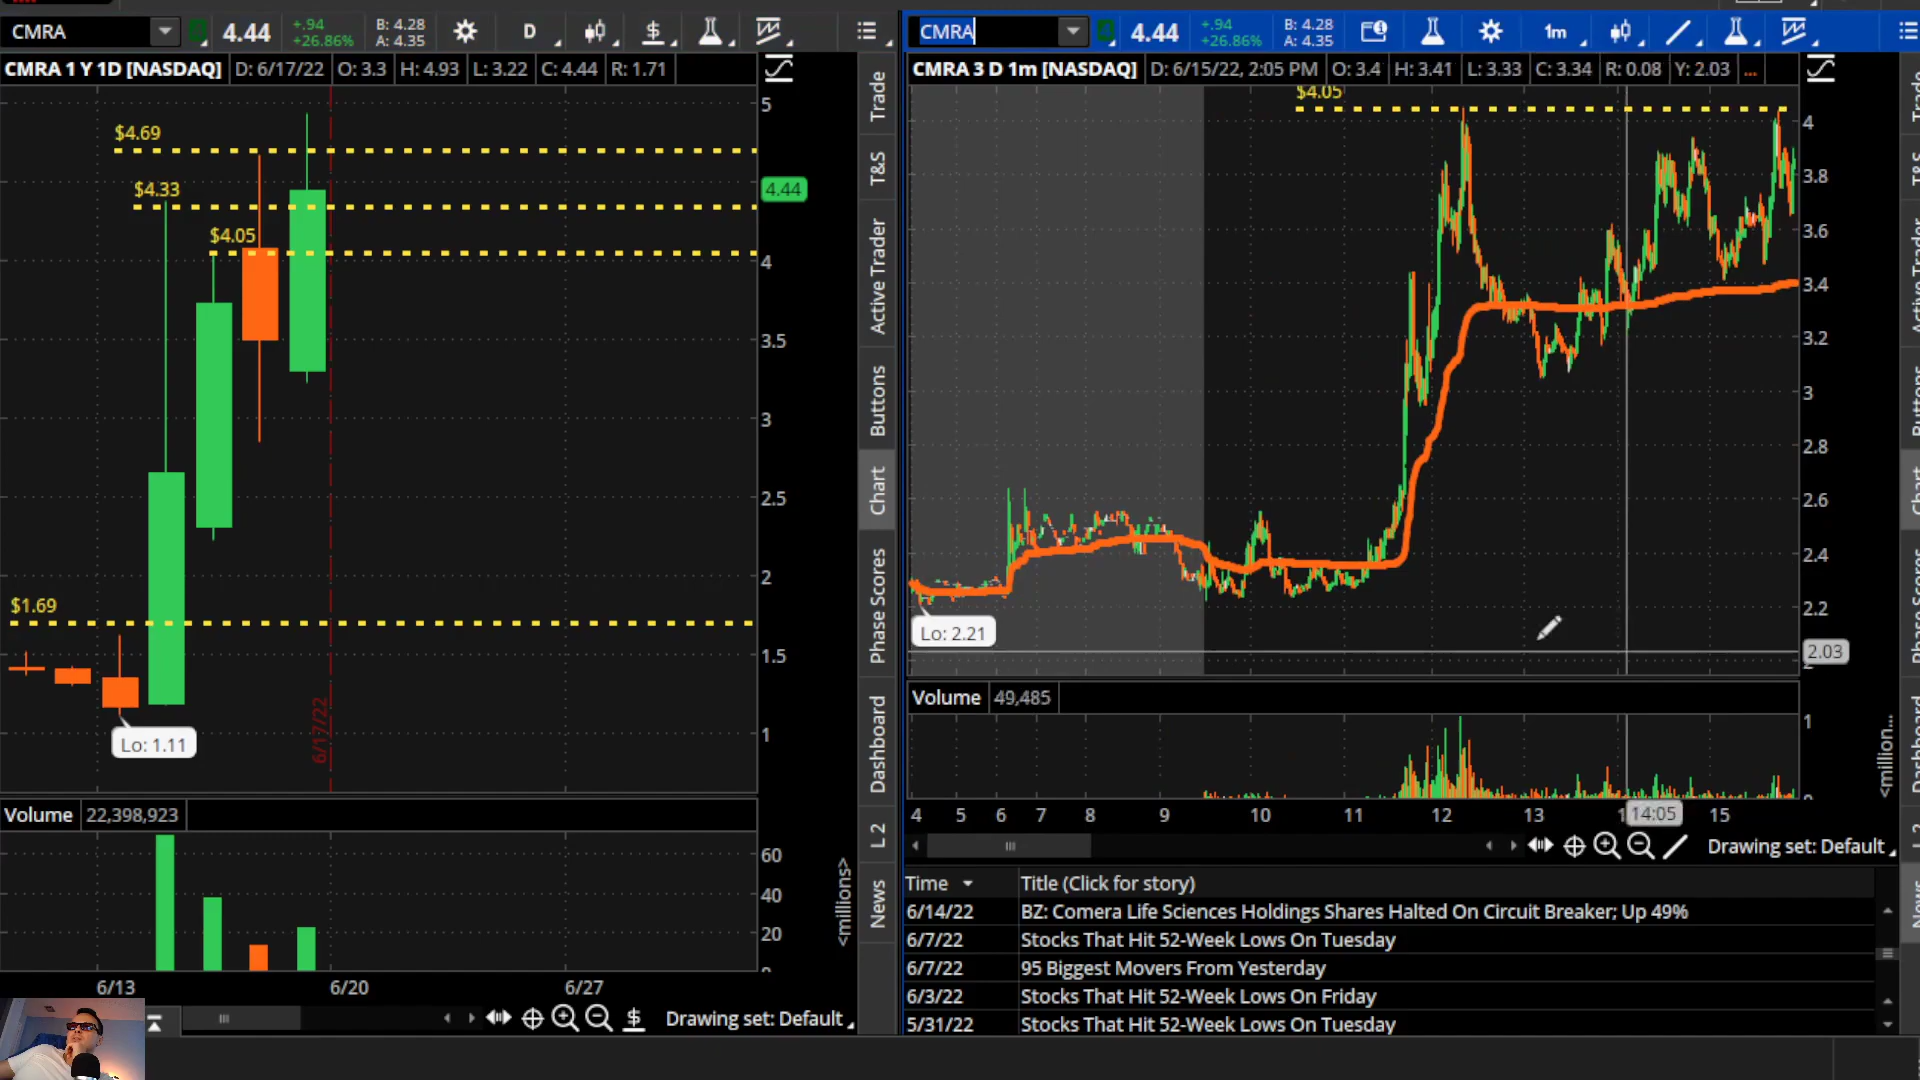 CMRA 4.44 +.94 +26.86% B: 4.28 A: 4.35 D $
CMRA 4.44 +.94 +26.86% B: 4.28 A: 4.35 1m
CMRA 1 Y 1D [NASDAQ] D: 6/17/22 O: 3.3 H: 4.93 L: 3.22 C: 4.44 R: 1.71
CMRA 3 D 1m [NASDAQ] D: 6/15/22, 2:05 PM O: 3.4 H: 3.41 L: 3.33 C: 3.34 R: 0.08 Y: 2.03 ...
$4.69
$4.33
$4.05
$1.69
Lo: 1.11
6/17/22
5
4.44
4
3.5
3
2.5
2
1.5
1
Volume 22,398,923
60
40
20
0
<millions>
6/13 6/20 6/27
Drawing set: Default
Trade
T&S
Active Trader
Buttons
Chart
Phase Scores
Dashboard
L2
News
$4.05
4
3.8
3.6
3.4
3.2
3
2.8
2.6
2.4
2.2
2.03
Lo: 2.21
Volume 49,485
1
0
<million...
4 5 6 7 8 9 10 11 12 13 14:05 15
Drawing set: Default
Time Title (Click for story)
6/14/22 BZ: Comera Life Sciences Holdings Shares Halted On Circuit Breaker; Up 49%
6/7/22 Stocks That Hit 52-Week Lows On Tuesday
6/7/22 95 Biggest Movers From Yesterday
6/3/22 Stocks That Hit 52-Week Lows On Friday
5/31/22 Stocks That Hit 52-Week Lows On Tuesday